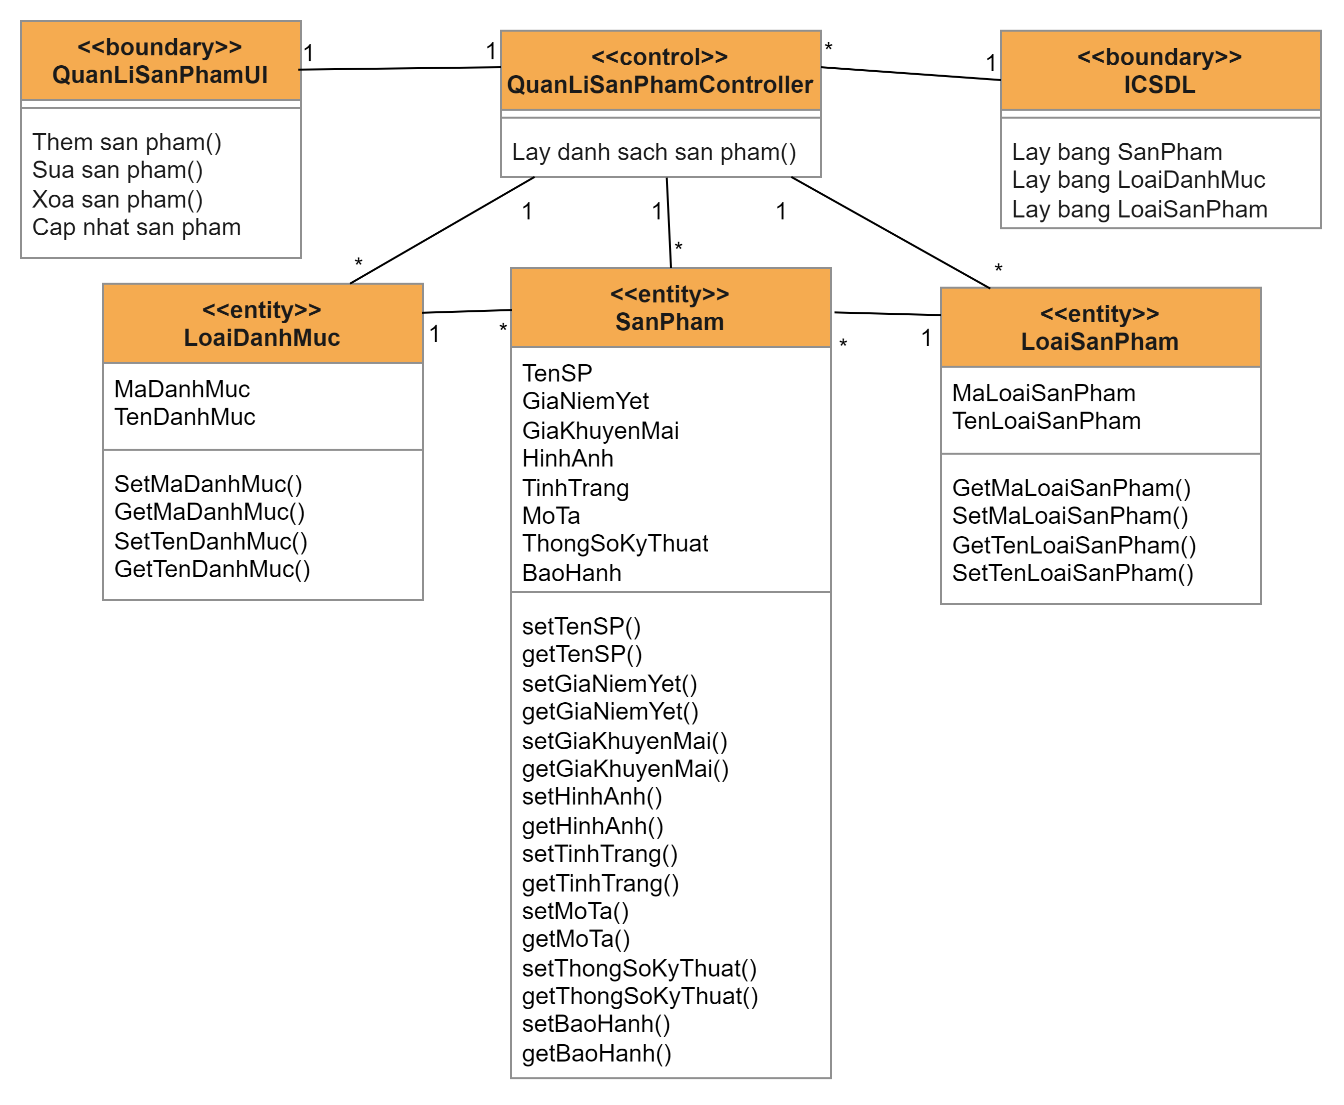 <<boundary>>
QuanLiSanPhamUI
Them san pham()
Sua san pham()
Xoa san pham()
Cap nhat san pham
1
1
<<control>>
QuanLiSanPhamController
Lay danh sach san pham()
*
1
<<boundary>>
ICSDL
Lay bang SanPham
Lay bang LoaiDanhMuc
Lay bang LoaiSanPham
1
1
1
*
*
*
<<entity>>
LoaiDanhMuc
MaDanhMuc
TenDanhMuc
SetMaDanhMuc()
GetMaDanhMuc()
SetTenDanhMuc()
GetTenDanhMuc()
1
*
<<entity>>
SanPham
TenSP
GiaNiemYet
GiaKhuyenMai
HinhAnh
TinhTrang
MoTa
ThongSoKyThuat
BaoHanh
setTenSP()
getTenSP()
setGiaNiemYet()
getGiaNiemYet()
setGiaKhuyenMai()
getGiaKhuyenMai()
setHinhAnh()
getHinhAnh()
setTinhTrang()
getTinhTrang()
setMoTa()
getMoTa()
setThongSoKyThuat()
getThongSoKyThuat()
setBaoHanh()
getBaoHanh()
*
1
<<entity>>
LoaiSanPham
MaLoaiSanPham
TenLoaiSanPham
GetMaLoaiSanPham()
SetMaLoaiSanPham()
GetTenLoaiSanPham()
SetTenLoaiSanPham()